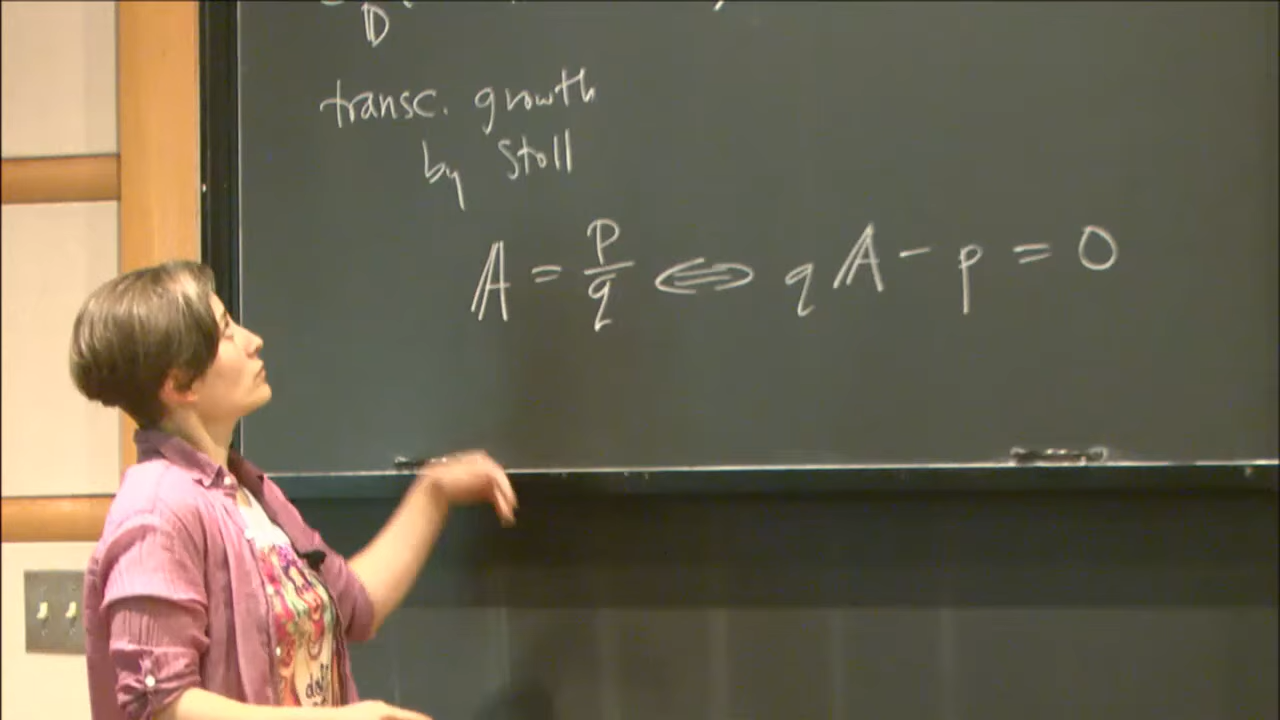 D
transc. growth
by Stoll
A = p/q ⇔ qA - p = 0